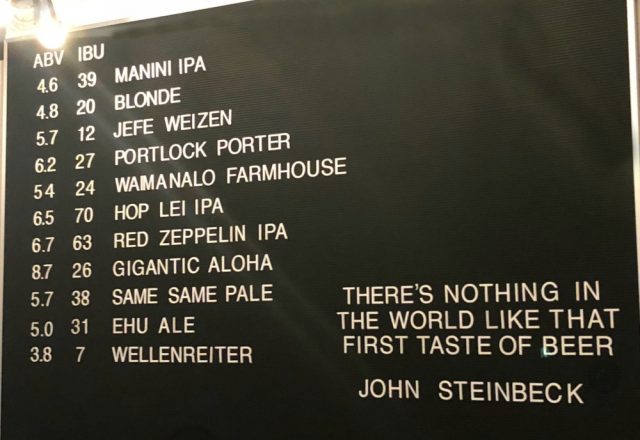 ABV IBU
4.6 39 MANINI IPA
4.8 20 BLONDE
5.7 12 JEFE WEIZEN
6.2 27 PORTLOCK PORTER
5 4 24 WAIMANALO FARMHOUSE
6.5 70 HOP LEI IPA
6.7 63 RED ZEPPELIN IPA
8.7 26 GIGANTIC ALOHA
5.7 38 SAME SAME PALE
5.0 31 EHU ALE
3.8 7 WELLENREITER
THERE'S NOTHING IN
THE WORLD LIKE THAT
FIRST TASTE OF BEER
JOHN STEINBECK